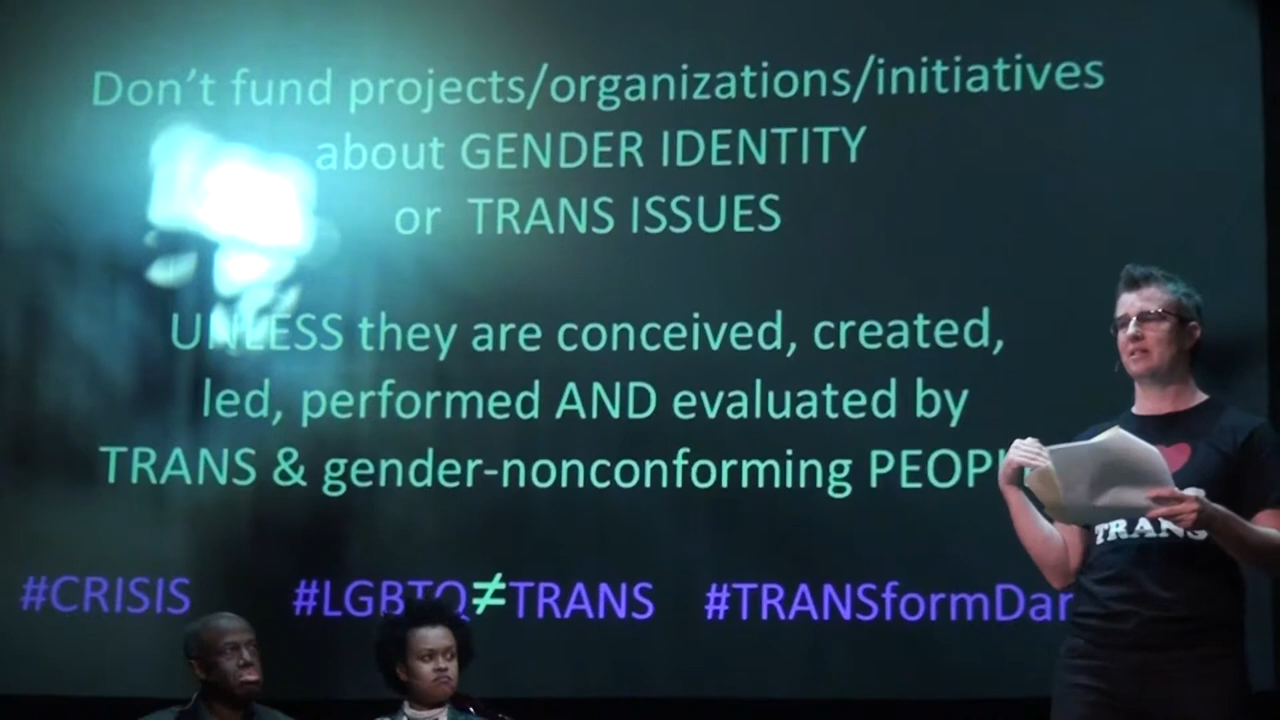 Don't fund projects/organizations/initiatives
about GENDER IDENTITY
or TRANS ISSUES
UNLESS they are conceived, created,
led, performed AND evaluated by
TRANS & gender-nonconforming
#CRISIS #LGBTQ≠TRANS
TRANS